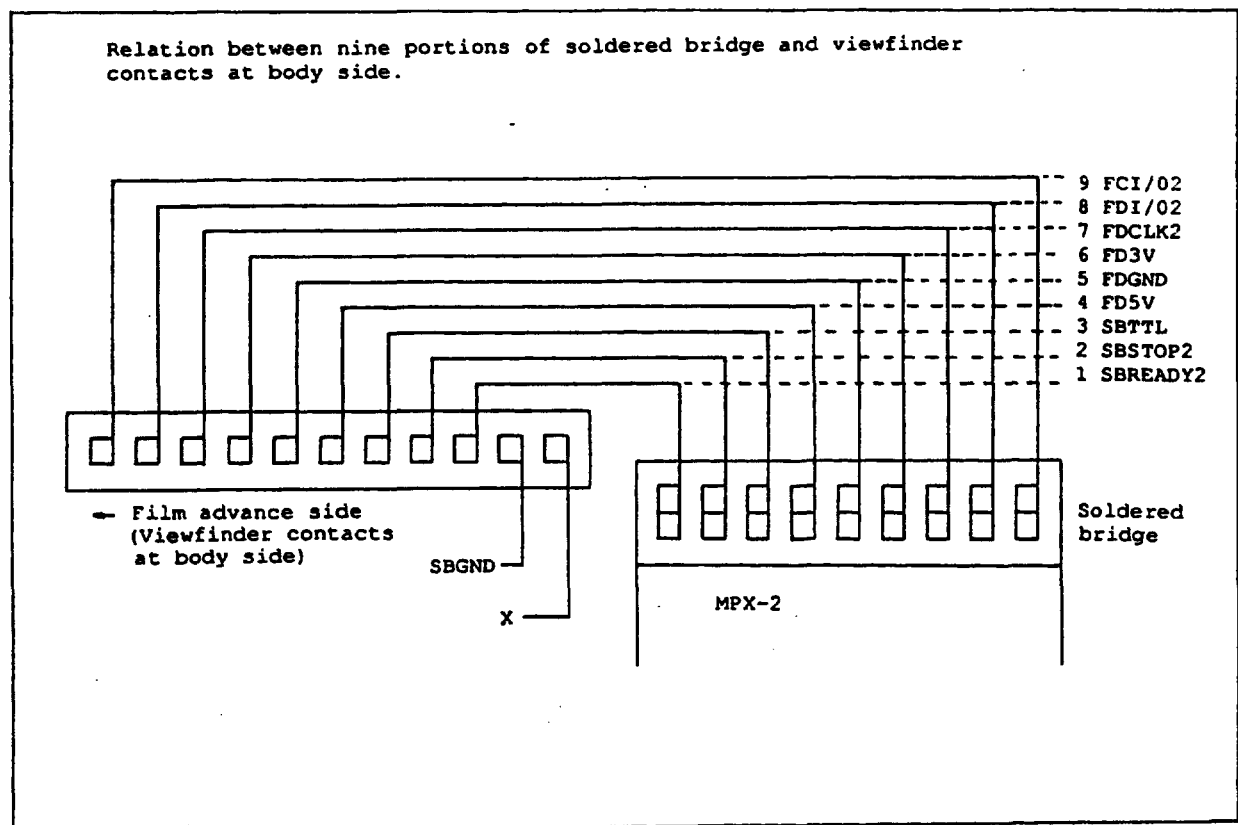 Relation between nine portions of soldered bridge and viewfinder
contacts at body side.
9 FCI/02
8 FDI/02
7 FDCLK2
6 FD3V
5 FDGND
4 FD5V
3 SBTTL
2 SBSTOP2
1 SBREADY2
← Film advance side
(Viewfinder contacts
at body side)
SBGND
X
Soldered
bridge
MPX-2